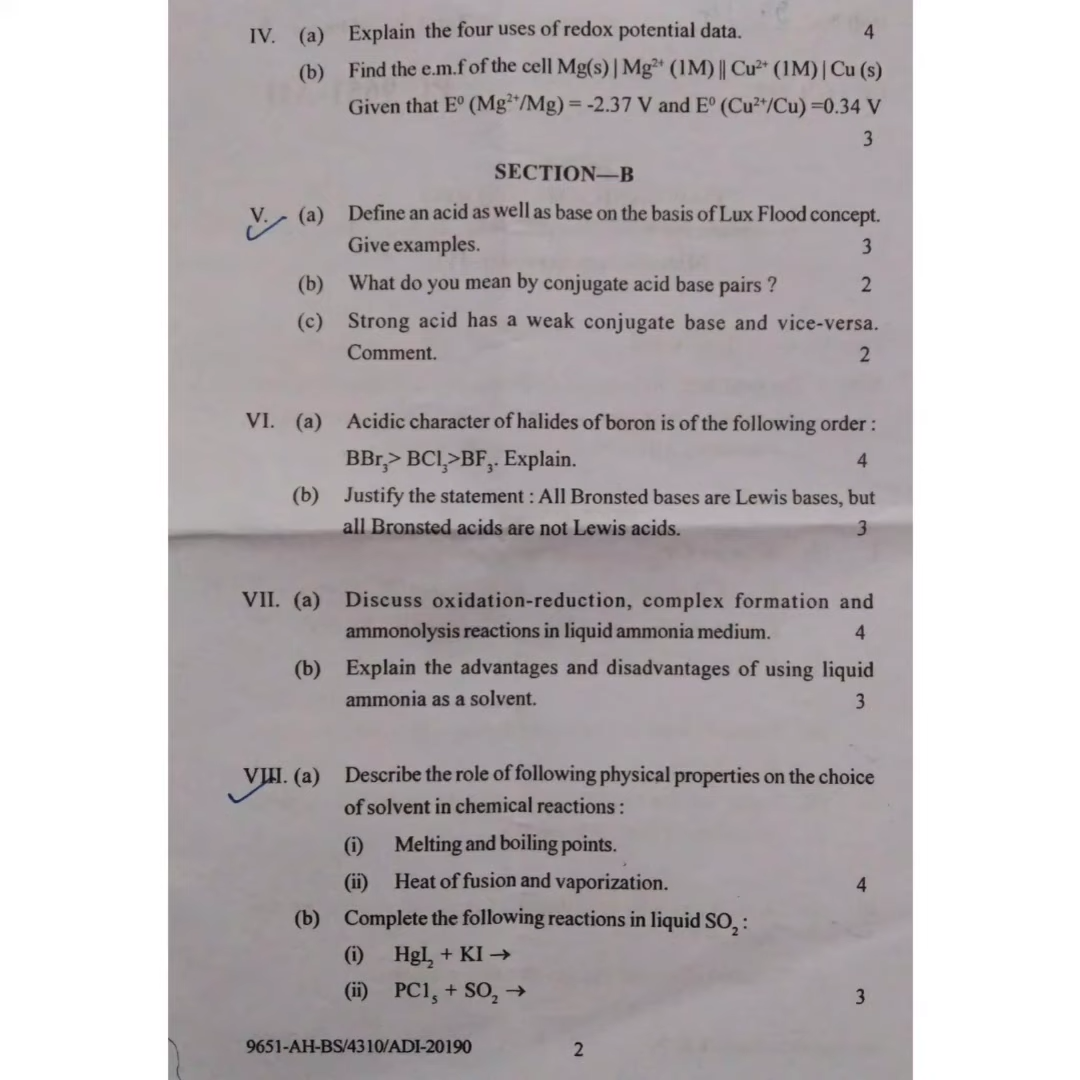 IV. (a) Explain the four uses of redox potential data. 4
(b) Find the e.m.f of the cell Mg(s) | Mg²⁺ (1M) || Cu²⁺ (1M) | Cu (s)
Given that E⁰ (Mg²⁺/Mg) = -2.37 V and E⁰ (Cu²⁺/Cu) =0.34 V
3
SECTION—B
V. (a) Define an acid as well as base on the basis of Lux Flood concept.
Give examples. 3
(b) What do you mean by conjugate acid base pairs ? 2
(c) Strong acid has a weak conjugate base and vice-versa.
Comment. 2
VI. (a) Acidic character of halides of boron is of the following order :
BBr₃> BCl₃>BF₃. Explain. 4
(b) Justify the statement : All Bronsted bases are Lewis bases, but
all Bronsted acids are not Lewis acids. 3
VII. (a) Discuss oxidation-reduction, complex formation and
ammonolysis reactions in liquid ammonia medium. 4
(b) Explain the advantages and disadvantages of using liquid
ammonia as a solvent. 3
VIII. (a) Describe the role of following physical properties on the choice
of solvent in chemical reactions :
(i) Melting and boiling points.
(ii) Heat of fusion and vaporization. 4
(b) Complete the following reactions in liquid SO₂ :
(i) HgI₂ + KI →
(ii) PC1₅ + SO₂ → 3
9651-AH-BS/4310/ADI-20190 2